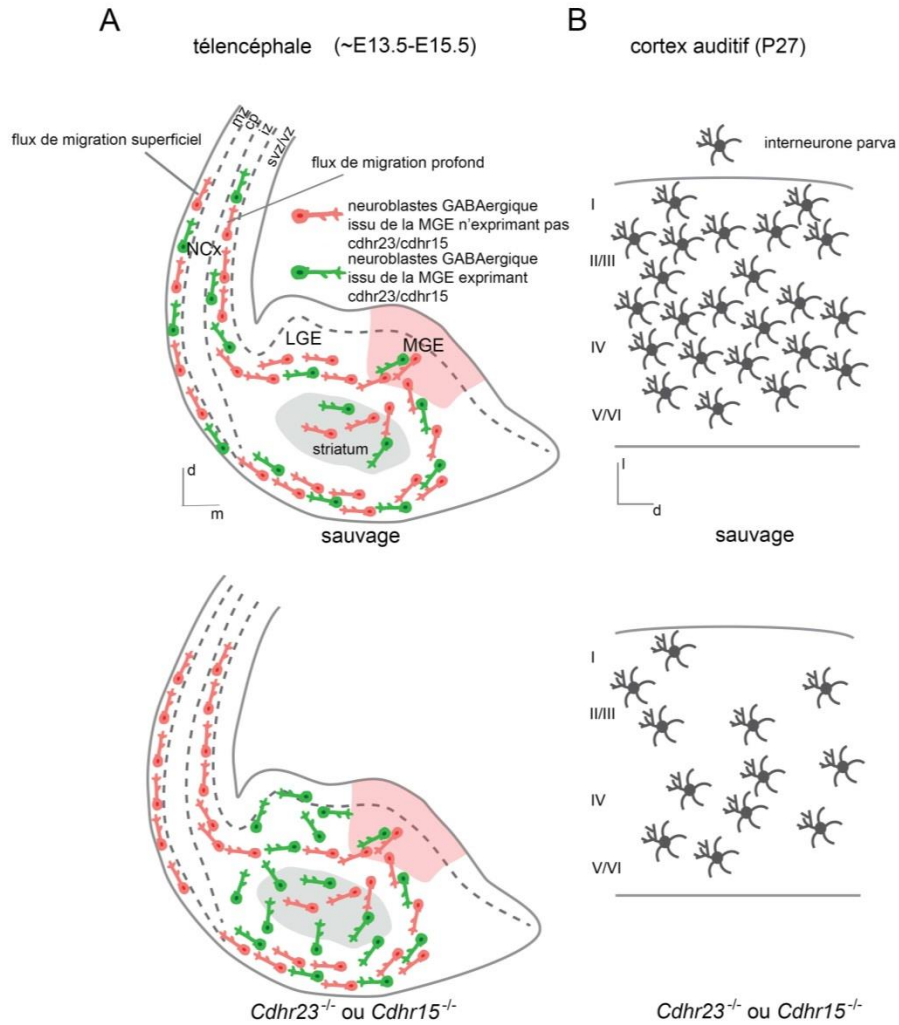 A
télencéphale (~E13.5-E15.5)
B
cortex auditif (P27)
mz
cp
iz
svz/vz
flux de migration superficiel
flux de migration profond
neuroblastes GABAergique
issu de la MGE n'exprimant pas
cdhr23/cdhr15
neuroblastes GABAergique
issu de la MGE exprimant
cdhr23/cdhr15
NCx
LGE
MGE
striatum
d
m
sauvage
interneurone parva
I
II/III
IV
V/VI
l
d
sauvage
Cdhr23-/- ou Cdhr15-/-
I
II/III
IV
V/VI
Cdhr23-/- ou Cdhr15-/-